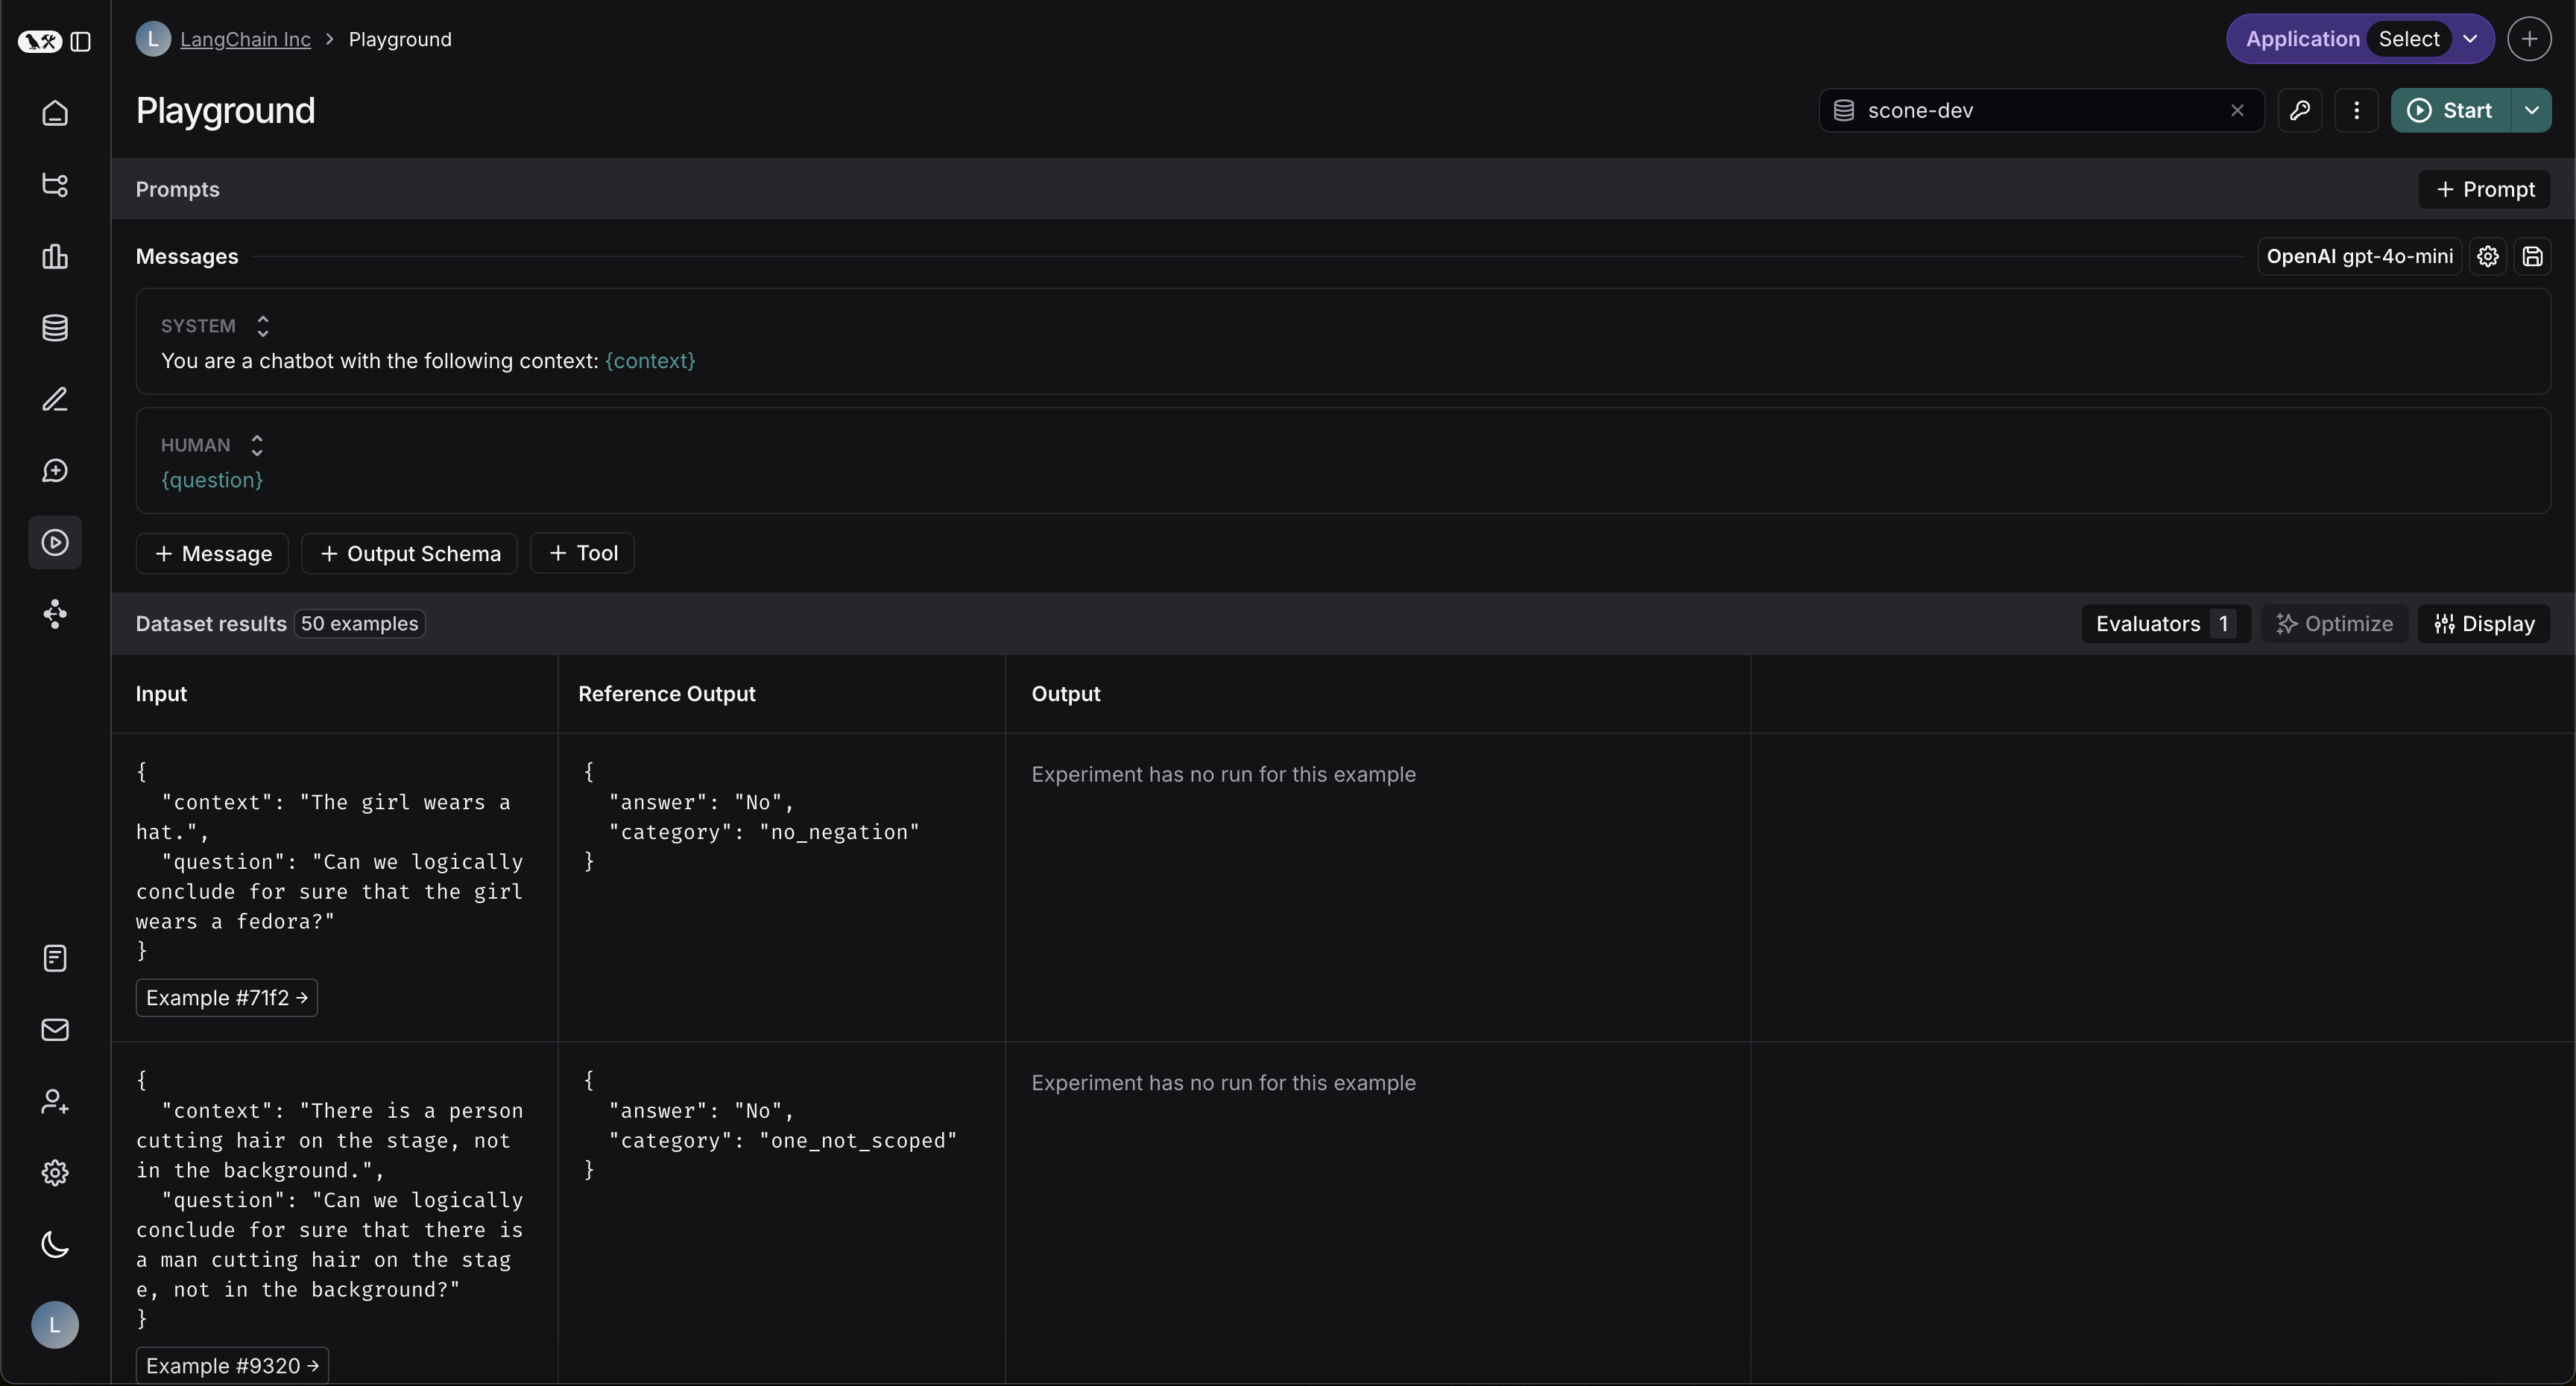 L LangChain Inc > Playground
Application Select
Playground
scone-dev
Start
Prompts
+ Prompt
Messages
OpenAI gpt-4o-mini
SYSTEM
You are a chatbot with the following context: {context}
HUMAN
{question}
+ Message
+ Output Schema
+ Tool
Dataset results 50 examples
Evaluators 1
Optimize
Display
Input
Reference Output
Output
{
"context": "The girl wears a
hat.",
"question": "Can we logically
conclude for sure that the girl
wears a fedora?"
}
Example #71f2 →
{
"answer": "No",
"category": "no_negation"
}
Experiment has no run for this example
{
"context": "There is a person
cutting hair on the stage, not
in the background.",
"question": "Can we logically
conclude for sure that there is
a man cutting hair on the stag
e, not in the background?"
}
Example #9320 →
{
"answer": "No",
"category": "one_not_scoped"
}
Experiment has no run for this example
L